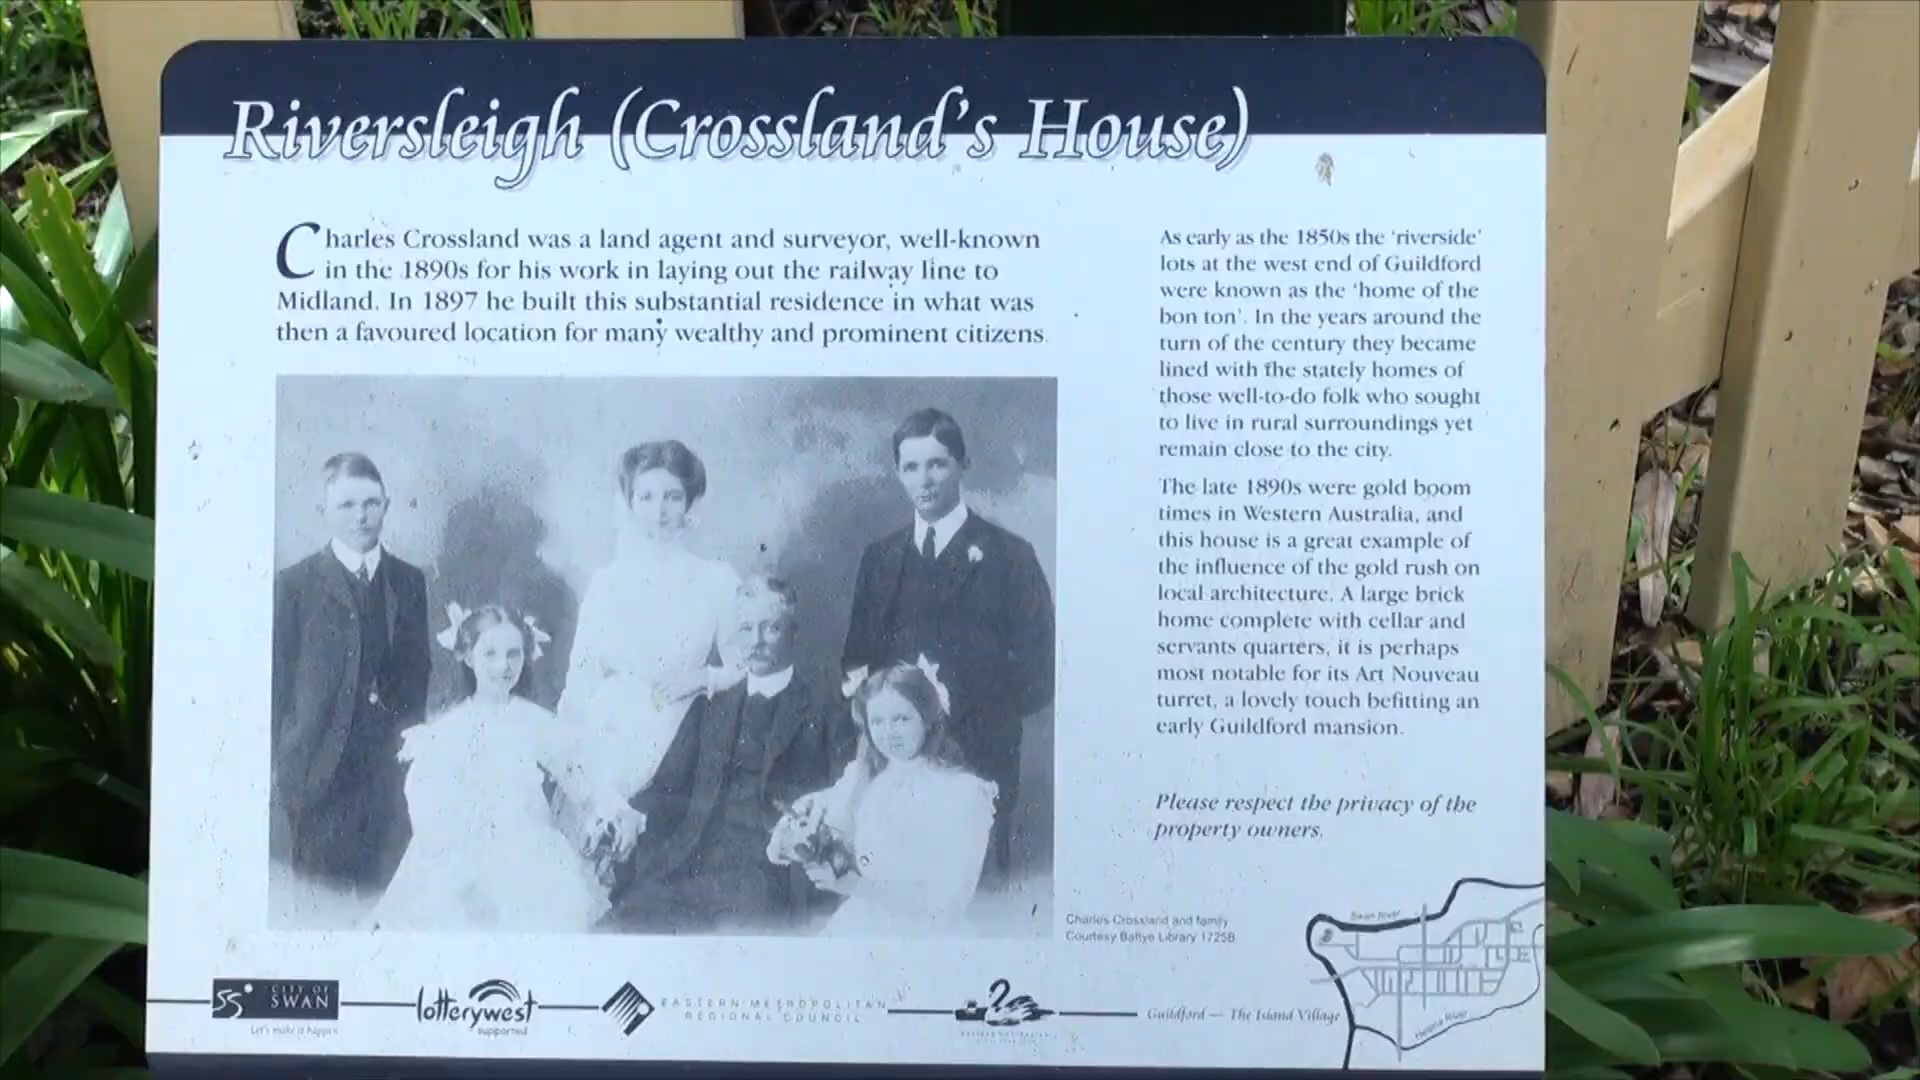 Riversleigh (Crossland's House)
Charles Crossland was a land agent and surveyor, well-known
in the 1890s for his work in laying out the railway line to
Midland. In 1897 he built this substantial residence in what was
then a favoured location for many wealthy and prominent citizens.
As early as the 1850s the 'riverside'
lots at the west end of Guildford
were known as the 'home of the
bon ton'. In the years around the
turn of the century they became
lined with the stately homes of
those well-to-do folk who sought
to live in rural surroundings yet
remain close to the city.
The late 1890s were gold boom
times in Western Australia, and
this house is a great example of
the influence of the gold rush on
local architecture. A large brick
home complete with cellar and
servants quarters, it is perhaps
most notable for its Art Nouveau
turret, a lovely touch befitting an
early Guildford mansion.
Please respect the privacy of the
property owners.
Charles Crossland and family
Courtesy Battye Library 1725B
Swan River
Helena River
CITY OF
SWAN
Let's make it happen
lotterywest
supported
EASTERN METROPOLITAN
REGIONAL COUNCIL
Guildford — The Island Village